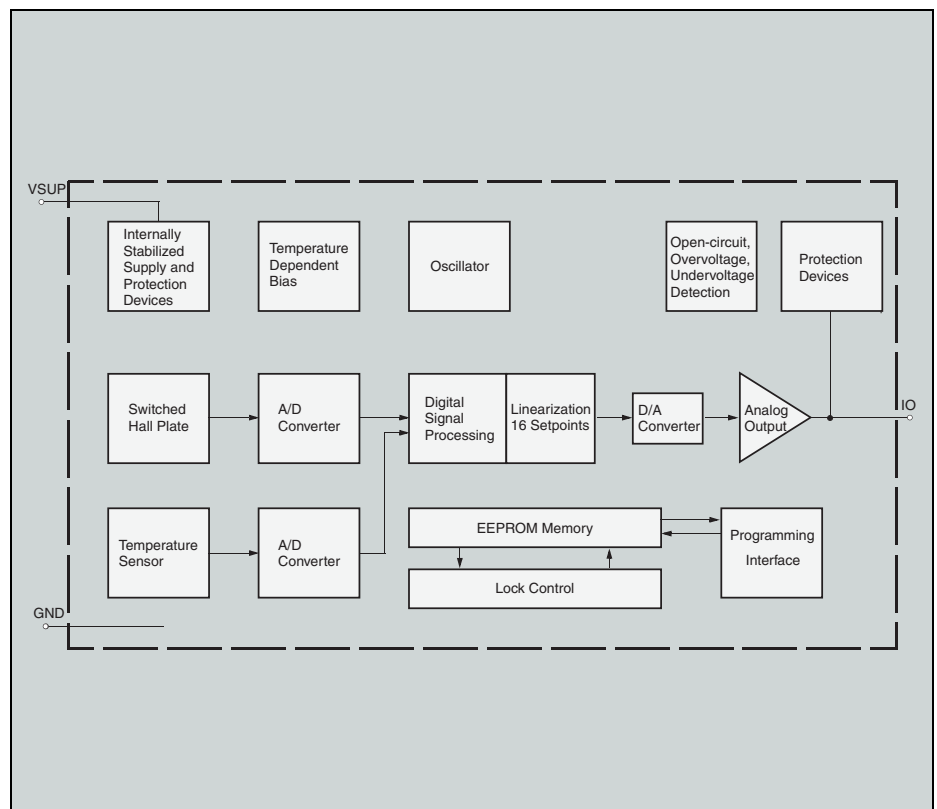 VSUP
Internally
Stabilized
Supply and
Protection
Devices
Temperature
Dependent
Bias
Oscillator
Open-circuit,
Overvoltage,
Undervoltage
Detection
Protection
Devices
Switched
Hall Plate
A/D
Converter
Digital
Signal
Processing
Linearization
16 Setpoints
D/A
Converter
Analog
Output
IO
Temperature
Sensor
A/D
Converter
EEPROM Memory
Lock Control
Programming
Interface
GND